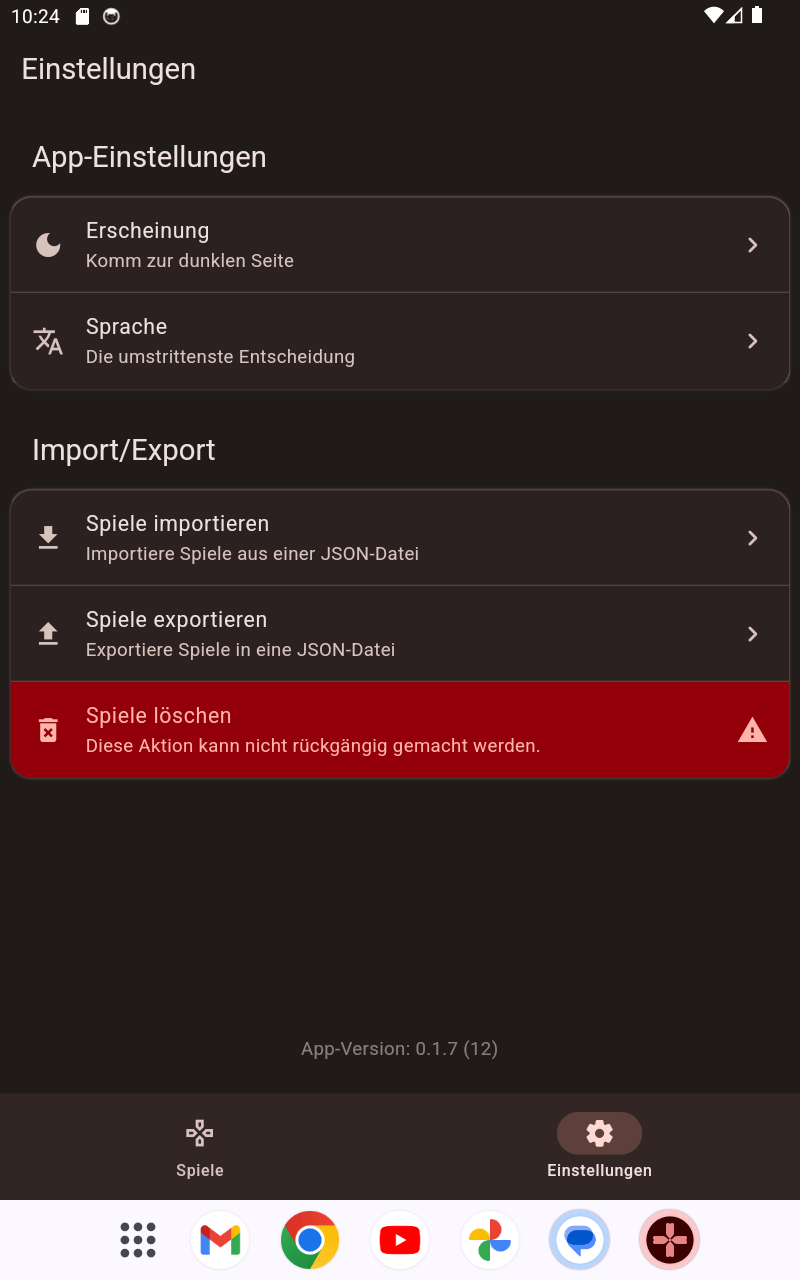 10:24
Einstellungen
App-Einstellungen
Erscheinung
Komm zur dunklen Seite
Sprache
Die umstrittenste Entscheidung
Import/Export
Spiele importieren
Importiere Spiele aus einer JSON-Datei
Spiele exportieren
Exportiere Spiele in eine JSON-Datei
Spiele löschen
Diese Aktion kann nicht rückgängig gemacht werden.
App-Version: 0.1.7 (12)
Spiele
Einstellungen